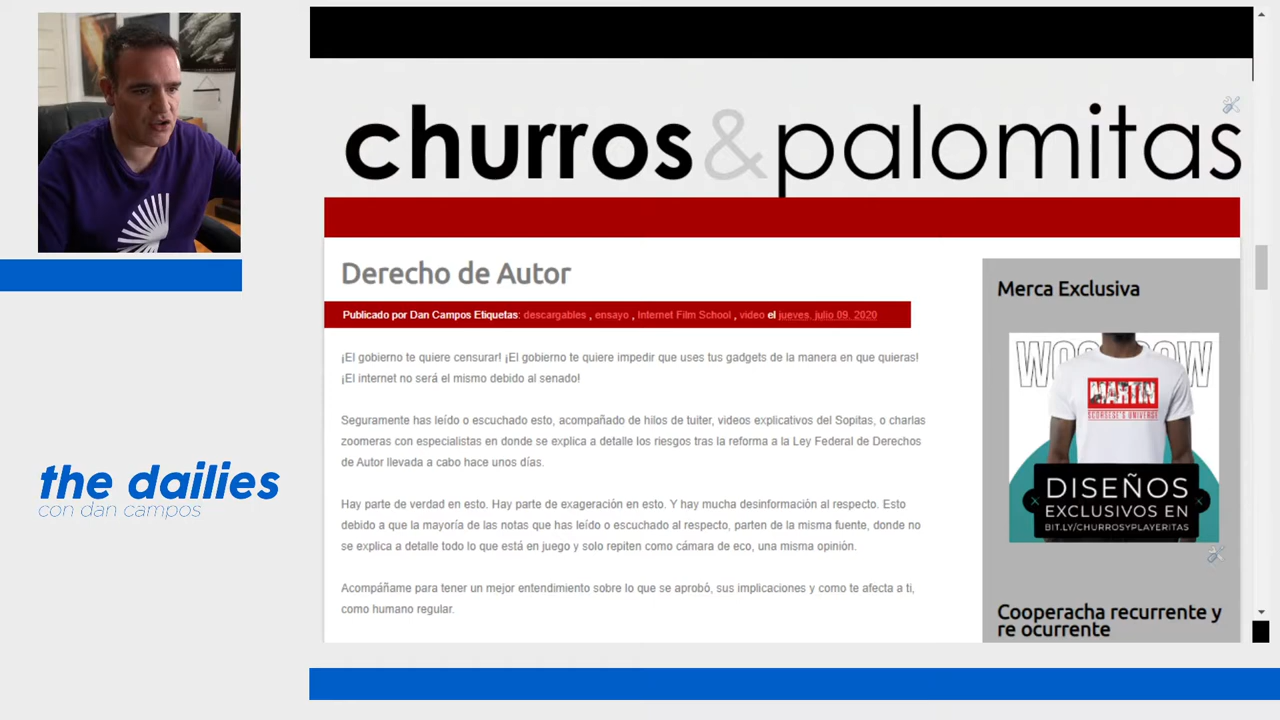 churros&palomitas
Derecho de Autor
Publicado por Dan Campos Etiquetas: descargables , ensayo , Internet Film School , video el jueves, julio 09, 2020
¡El gobierno te quiere censurar! ¡El gobierno te quiere impedir que uses tus gadgets de la manera en que quieras!
¡El internet no será el mismo debido al senado!
Seguramente has leído o escuchado esto, acompañado de hilos de tuiter, videos explicativos del Sopitas, o charlas
zoomeras con especialistas en donde se explica a detalle los riesgos tras la reforma a la Ley Federal de Derechos
de Autor llevada a cabo hace unos días.
Hay parte de verdad en esto. Hay parte de exageración en esto. Y hay mucha desinformación al respecto. Esto
debido a que la mayoría de las notas que has leído o escuchado al respecto, parten de la misma fuente, donde no
se explica a detalle todo lo que está en juego y solo repiten como cámara de eco, una misma opinión.
Acompáñame para tener un mejor entendimiento sobre lo que se aprobó, sus implicaciones y como te afecta a ti,
como humano regular.
Merca Exclusiva
MARTIN
SCORSESE'S UNIVERSE
DISEÑOS
EXCLUSIVOS EN
BIT.LY/CHURROSYPLAYERITAS
Cooperacha recurrente y
re ocurrente
the dailies
con dan campos